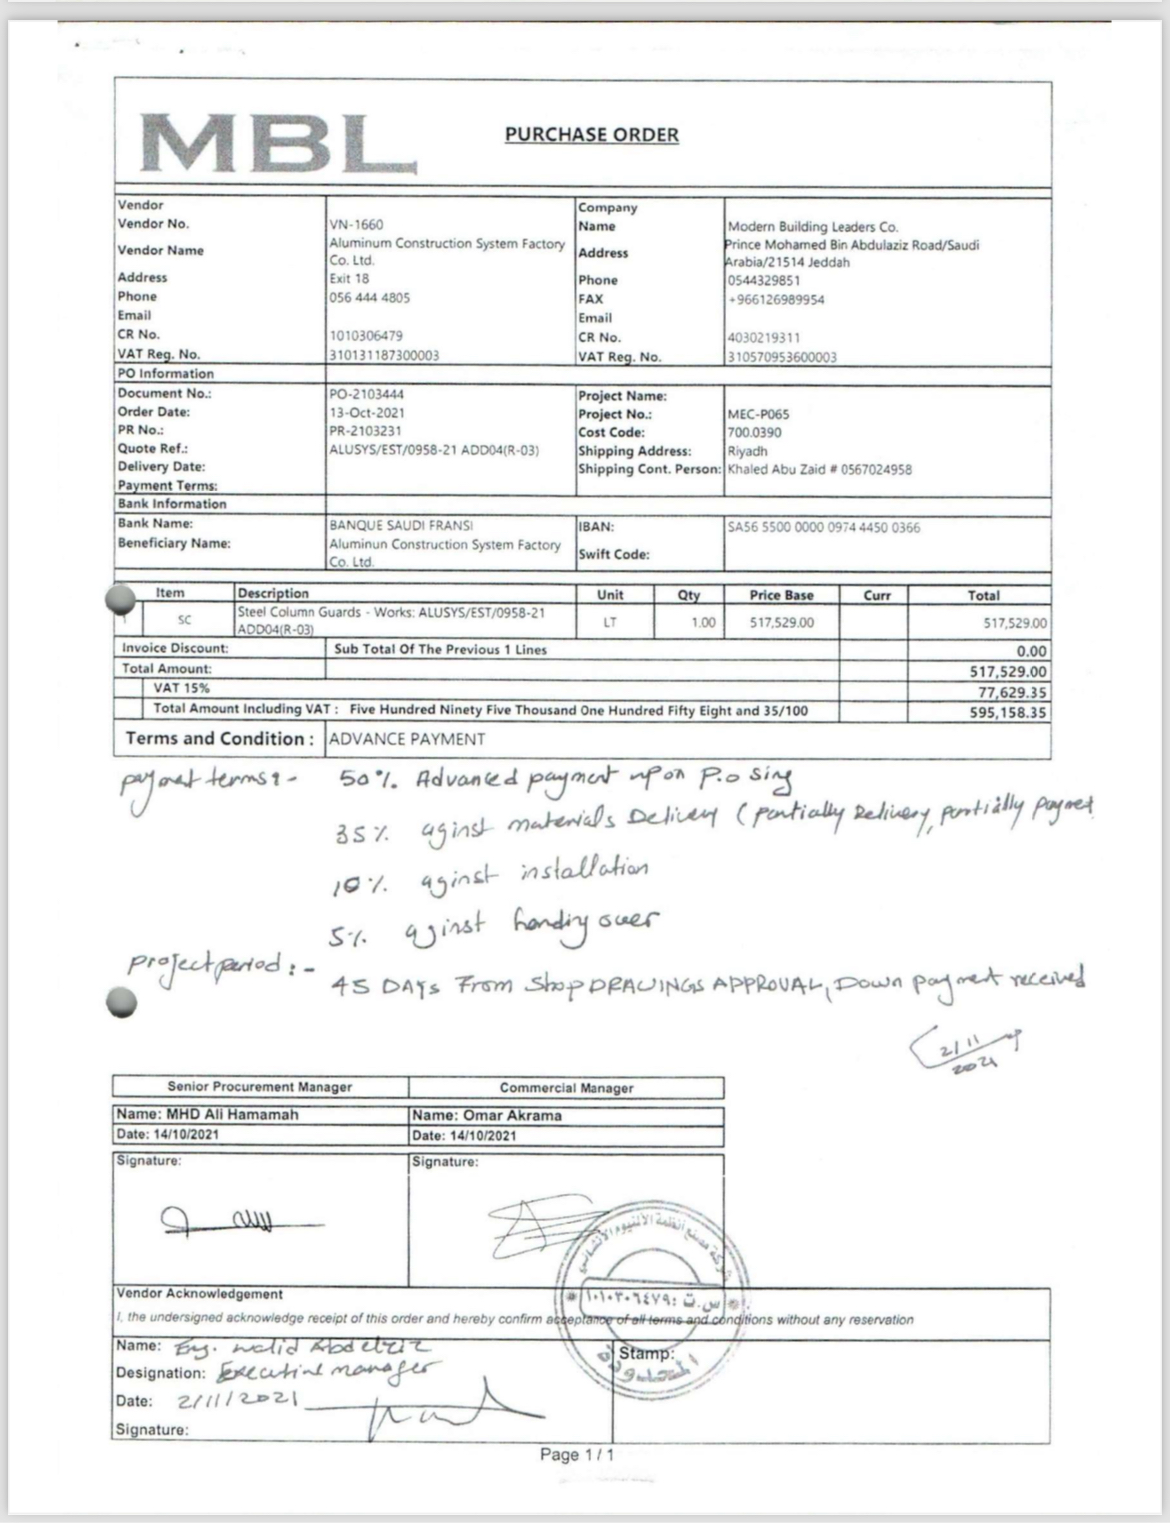 MBL
PURCHASE ORDER
Vendor
Vendor No. VN-1660
Vendor Name Aluminum Construction System Factory
Co. Ltd.
Address Exit 18
Phone 056 444 4805
Email
CR No. 1010306479
VAT Reg. No. 310131187300003
Company
Name Modern Building Leaders Co.
Address Prince Mohamed Bin Abdulaziz Road/Saudi
Arabia/21514 Jeddah
Phone 0544329851
FAX +966126989954
Email
CR No. 4030219311
VAT Reg. No. 310570953600003
PO Information
Document No.: PO-2103444
Order Date: 13-Oct-2021
PR No.: PR-2103231
Quote Ref.: ALUSYS/EST/0958-21 ADD04(R-03)
Delivery Date:
Payment Terms:
Project Name:
Project No.: MEC-P065
Cost Code: 700.0390
Shipping Address: Riyadh
Shipping Cont. Person: Khaled Abu Zaid # 0567024958
Bank Information
Bank Name: BANQUE SAUDI FRANSI
Beneficiary Name: Aluminun Construction System Factory
Co. Ltd.
IBAN: SA56 5500 0000 0974 4450 0366
Swift Code:
Item Description Unit Qty Price Base Curr Total
1 SC Steel Column Guards - Works: ALUSYS/EST/0958-21 LT 1.00 517,529.00 517,529.00
ADD04(R-03)
Invoice Discount: Sub Total Of The Previous 1 Lines 0.00
Total Amount: 517,529.00
VAT 15% 77,629.35
Total Amount Including VAT : Five Hundred Ninety Five Thousand One Hundred Fifty Eight and 35/100 595,158.35
Terms and Condition : ADVANCE PAYMENT
payment terms:- 50% Advanced payment upon P.o sing
35% aginst materials Delivery (partially Delivery, partially payment
10% aginst installation
5% aginst handing over
project period:-
45 DAYS From Shop DRAWINGS APPROVAL, Down payment received
2/11
2021
Senior Procurement Manager Commercial Manager
Name: MHD Ali Hamamah Name: Omar Akrama
Date: 14/10/2021 Date: 14/10/2021
Signature: Signature:
شركة مصنع أنظمة الألمنيوم الإنشائي
س.ت: ١٠١٠٣٠٦٤٧٩
المحدودة
Vendor Acknowledgement
I, the undersigned acknowledge receipt of this order and hereby confirm acceptance of all terms and conditions without any reservation
Name: Eng. Walid Abdelaziz
Designation: Executive manager
Date: 2/11/2021
Signature:
Stamp:
Page 1 / 1